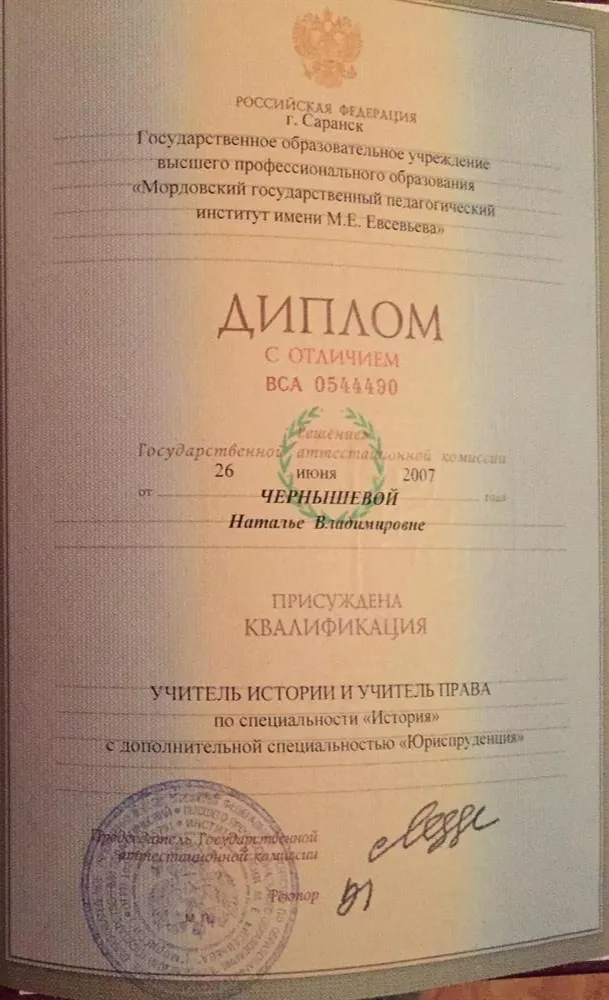 РОССИЙСКАЯ ФЕДЕРАЦИЯ
г. Саранск
Государственное образовательное учреждение
высшего профессионального образования
«Мордовский государственный педагогический
институт имени М.Е. Евсевьева»
ДИПЛОМ
С ОТЛИЧИЕМ
ВСА 0544490
Решением
Государственной аттестационной комиссии
от 26 июня 2007 года
ЧЕРНЫШЕВОЙ
Наталье Владимировне
ПРИСУЖДЕНА
КВАЛИФИКАЦИЯ
УЧИТЕЛЬ ИСТОРИИ И УЧИТЕЛЬ ПРАВА
по специальности «История»
с дополнительной специальностью «Юриспруденция»
Председатель Государственной
аттестационной комиссии
Ректор